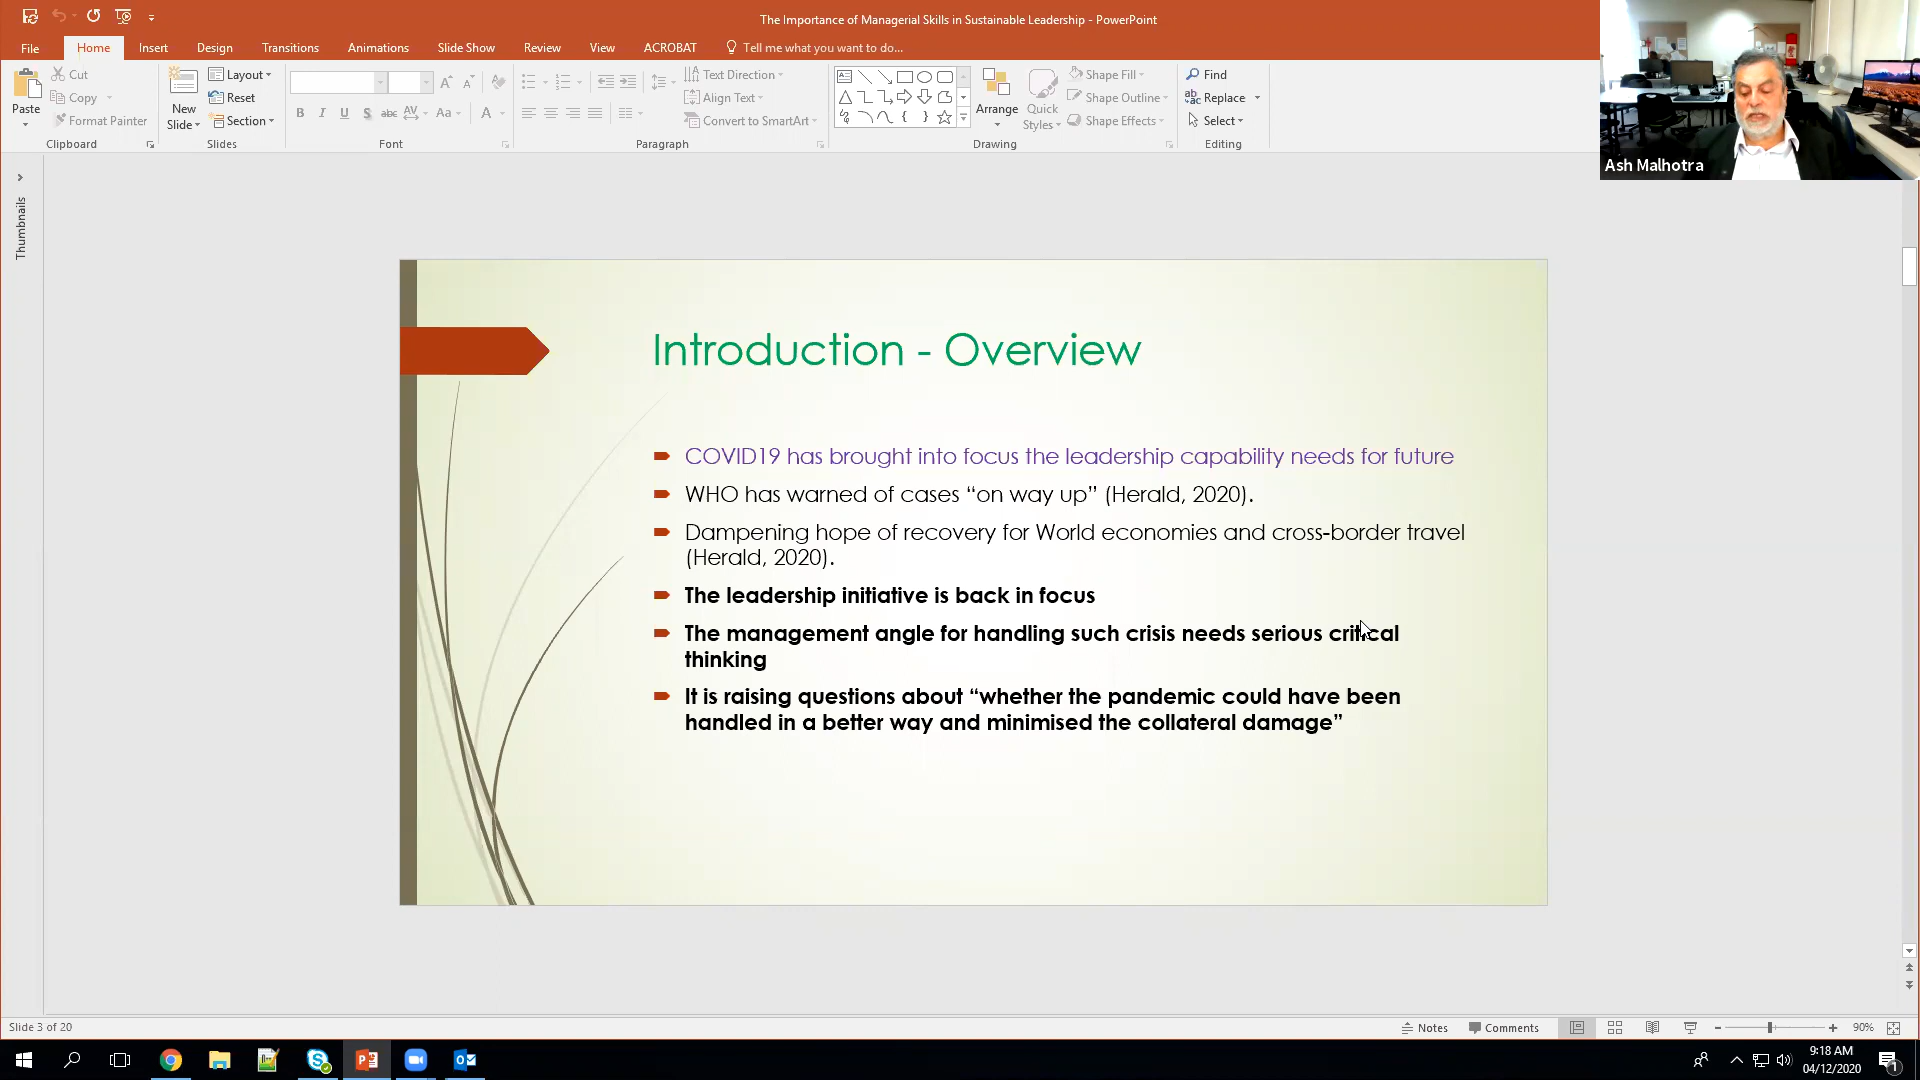 The Importance of Managerial Skills in Sustainable Leadership - PowerPoint
File Home Insert Design Transitions Animations Slide Show Review View ACROBAT Tell me what you want to do...
Paste
Cut
Copy
Format Painter
Clipboard
New Slide
Layout
Reset
Section
Slides
B I U S abc AV Aa A
Font
Text Direction
Align Text
Convert to SmartArt
Paragraph
Arrange
Quick Styles
Shape Fill
Shape Outline
Shape Effects
Drawing
Find
Replace
Select
Editing
Ash Malhotra
Thumbnails
Introduction - Overview
COVID19 has brought into focus the leadership capability needs for future
WHO has warned of cases “on way up” (Herald, 2020).
Dampening hope of recovery for World economies and cross-border travel
(Herald, 2020).
The leadership initiative is back in focus
The management angle for handling such crisis needs serious critical
thinking
It is raising questions about “whether the pandemic could have been
handled in a better way and minimised the collateral damage”
Slide 3 of 20
Notes Comments 90%
9:18 AM
04/12/2020